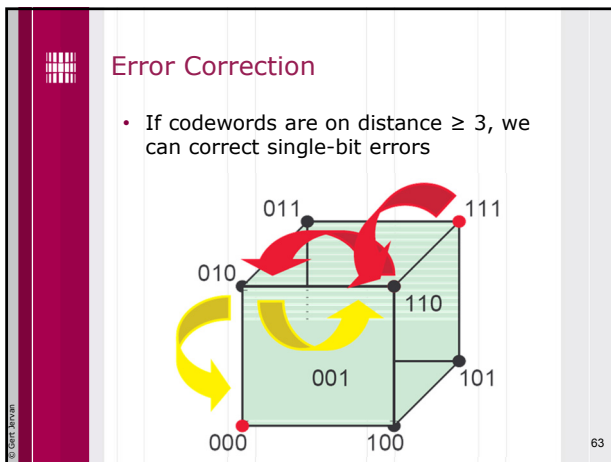 Error Correction
• If codewords are on distance ≥ 3, we
can correct single-bit errors
011
111
010
110
001
101
000
100
© Gert Jervan
63